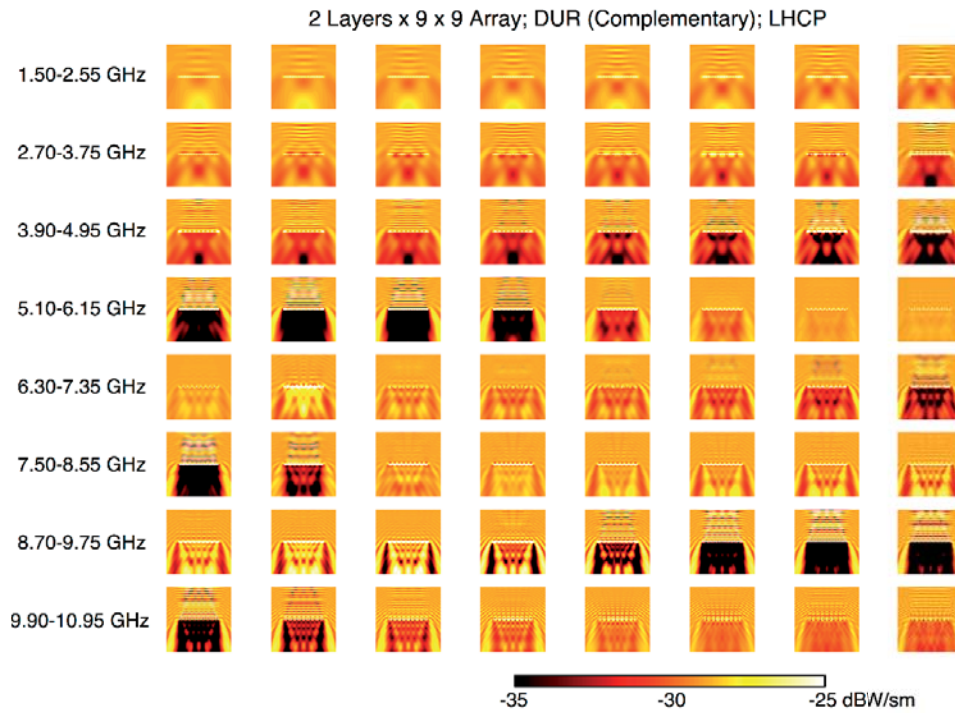 2 Layers x 9 x 9 Array; DUR (Complementary); LHCP
1.50-2.55 GHz
2.70-3.75 GHz
3.90-4.95 GHz
5.10-6.15 GHz
6.30-7.35 GHz
7.50-8.55 GHz
8.70-9.75 GHz
9.90-10.95 GHz
-35 -30 -25 dBW/sm